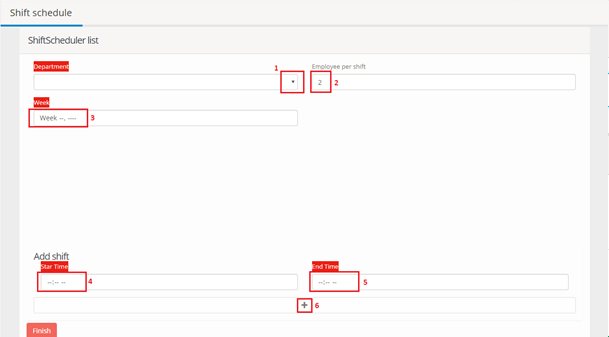 Shift schedule
ShiftScheduler list
Department
1
Employee per shift
2
2
Week
Week --, ----
3
Add shift
Star Time
--:-- --
4
End Time
--:-- --
5
+
6
Finish